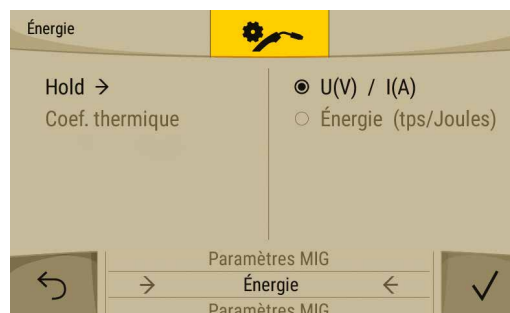 Énergie
Hold →
Coef. thermique
U(V) / I(A)
Énergie (tps/Joules)
Paramètres MIG
→ Énergie ←
Paramètres MIG